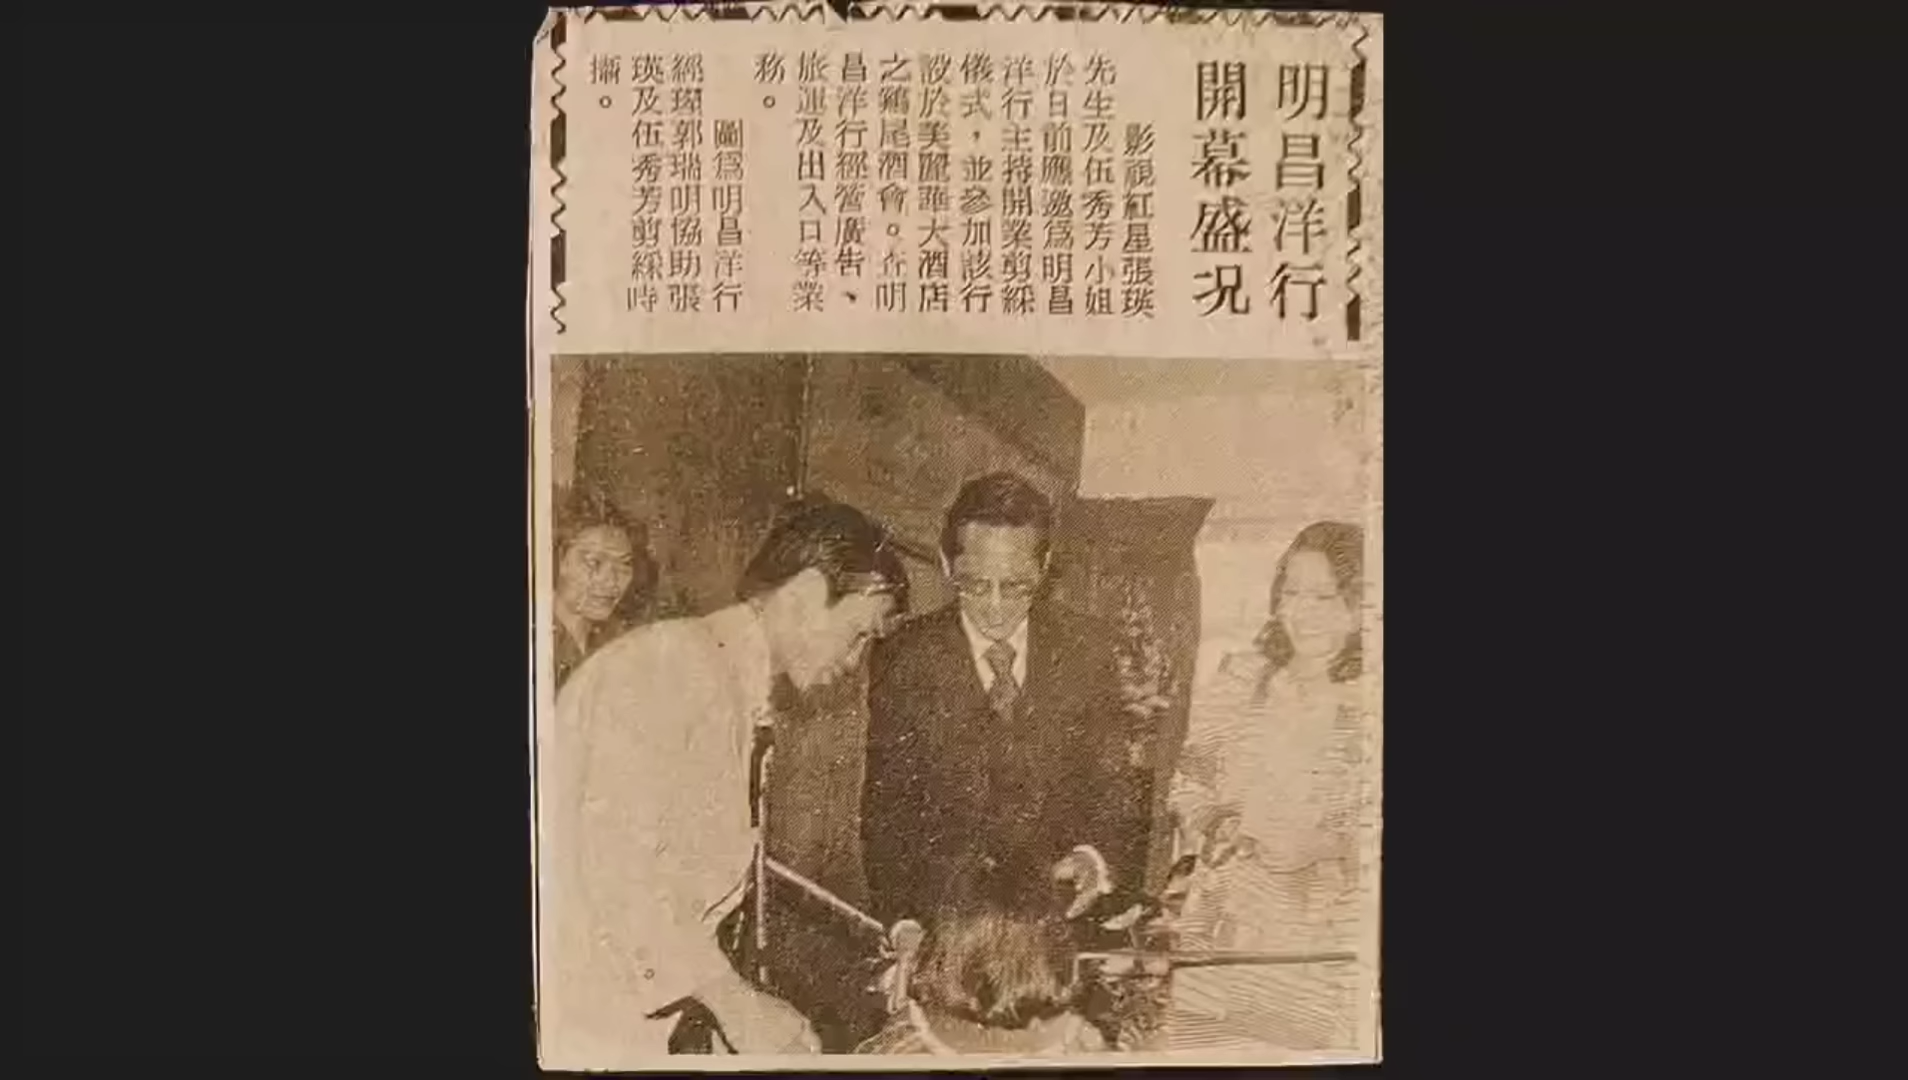 明昌洋行
開幕盛況
影視紅星張瑛
先生及伍秀芳小姐
於日前應邀為明昌
洋行主持開業剪綵
儀式，並參加該行
設於美麗華大酒店
之鷄尾酒會。查明
昌洋行經營廣告、
旅運及出入口等業
務。
圖為明昌洋行
經理郭瑞明協助張
瑛及伍秀芳剪綵時
攝。